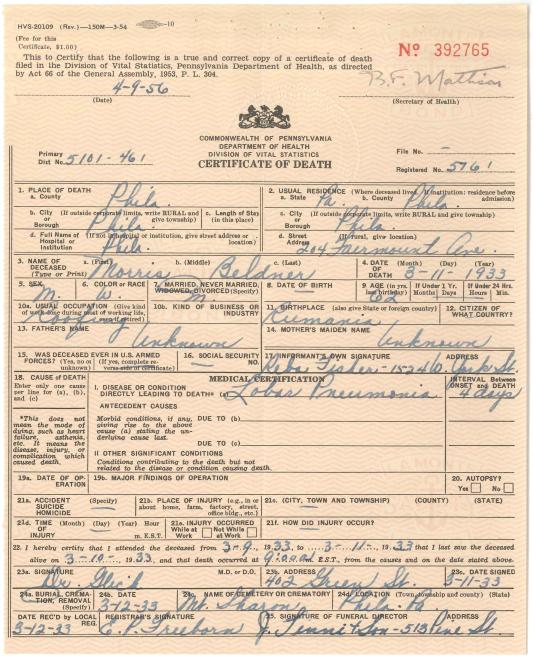 HVS-20109 (Rev.)—150M—3-54 —10
(Fee for this
Certificate, $1.00)
No 392765
This to Certify that the following is a true and correct copy of a certificate of death
filed in the Division of Vital Statistics, Pennsylvania Department of Health, as directed
by Act 66 of the General Assembly, 1953, P. L. 304.
4-9-56
(Date)
B.F. Mathison
(Secretary of Health)
COMMONWEALTH OF PENNSYLVANIA
DEPARTMENT OF HEALTH
DIVISION OF VITAL STATISTICS
CERTIFICATE OF DEATH
Primary
Dist No. 5101-461
File No. —
Registered No. 5761
1. PLACE OF DEATH
a. County Phila.
2. USUAL RESIDENCE (Where deceased lived. If institution: residence before admission)
a. State Pa. b. County Phila.
b. City or Borough (If outside corporate limits, write RURAL and give township) Phila.
c. Length of Stay (in this place)
c. City or Borough (If outside corporate limits, write RURAL and give township) Phila.
d. Full Name of Hospital or Institution (If not in hospital or institution, give street address or location) Phila.
d. Street Address (If rural, give location) 204 Fairmount Ave.
3. NAME OF DECEASED (Type or Print) a. (First) b. (Middle) c. (Last) Morris Beldner
4. DATE OF DEATH (Month) (Day) (Year) 3-11-1933
5. SEX M.
6. COLOR OR RACE W.
7. MARRIED, NEVER MARRIED, WIDOWED, DIVORCED (Specify) M
8. DATE OF BIRTH —
9. AGE (In yrs. last birthday) 62
If Under 1 Yr. Months Days
If Under 24 Hrs. Hours Min.
10a. USUAL OCCUPATION (Give kind of work done during most of working life, even if retired) Roofing
10b. KIND OF BUSINESS OR INDUSTRY
11. BIRTHPLACE (also give State or foreign country) Rumania
12. CITIZEN OF WHAT COUNTRY?
13. FATHER'S NAME Unknown
14. MOTHER'S MAIDEN NAME Unknown
15. WAS DECEASED EVER IN U.S. ARMED FORCES? (Yes, no or unknown) (If yes, complete reverse side of certificate)
16. SOCIAL SECURITY NO. —
17. INFORMANT'S OWN SIGNATURE ADDRESS
Reba Fisher - 1524 W. York St.
18. CAUSE OF DEATH
Enter only one cause per line for (a), (b), and (c)
MEDICAL CERTIFICATION
INTERVAL BETWEEN ONSET AND DEATH
I. DISEASE OR CONDITION DIRECTLY LEADING TO DEATH* (a) Lobar Pneumonia 4 days
*This does not mean the mode of dying, such as heart failure, asthenia, etc. It means the disease, injury, or complication which caused death.
ANTECEDENT CAUSES
Morbid conditions, if any, giving rise to the above cause (a) stating the underlying cause last.
DUE TO (b)
DUE TO (c)
II OTHER SIGNIFICANT CONDITIONS
Conditions contributing to the death but not
related to the disease or condition causing death.
19a. DATE OF OPERATION
19b. MAJOR FINDINGS OF OPERATION
20. AUTOPSY?
Yes No
21a. ACCIDENT SUICIDE HOMICIDE (Specify) —
21b. PLACE OF INJURY (e.g., in or about home, farm, factory, street, office bldg., etc.)
21c. (CITY, TOWN AND TOWNSHIP) (COUNTY) (STATE)
21d. TIME OF INJURY (Month) (Day) (Year) Hour m. E.S.T.
21e. INJURY OCCURRED While at Work Not While at Work
21f. HOW DID INJURY OCCUR?
22. I hereby certify that I attended the deceased from 3-9, 1933 to 3-11-, 1933 that I last saw the deceased
alive on 3-10-, 1933, and that death occurred at 9:00 a m. E.S.T., from the causes and on the date stated above.
23a. SIGNATURE M.D. or D.O. Dr.
23b. ADDRESS 402 Green St.
23c. DATE SIGNED 3-11-33
24a. BURIAL, CREMATION, REMOVAL (Specify)
24b. DATE 3-12-33
24c. NAME OF CEMETERY OR CREMATORY Mt. Sharon
24d. LOCATION (Town, township and county) (State) Phila. Pa
DATE REC'D by LOCAL REG. 3-12-33
REGISTRAR'S SIGNATURE E.P. Freeborn
25. SIGNATURE OF FUNERAL DIRECTOR ADDRESS
J. Tennis & Son - 513 Pine St.